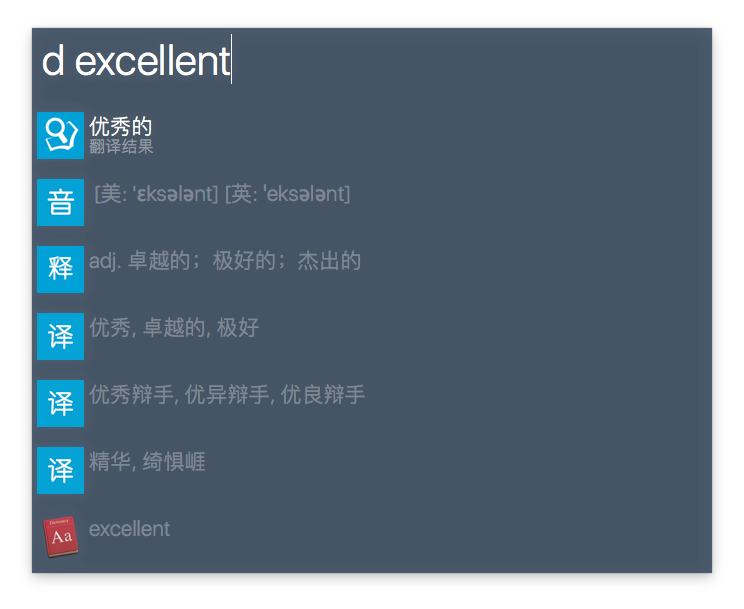 d excellent
优秀的
翻译结果
音 [美: 'ɛksələnt] [英: 'eksələnt]
释 adj. 卓越的；极好的；杰出的
译 优秀, 卓越的, 极好
译 优秀辩手, 优异辩手, 优良辩手
译 精华, 绮惧崕
Dictionary
Aa excellent